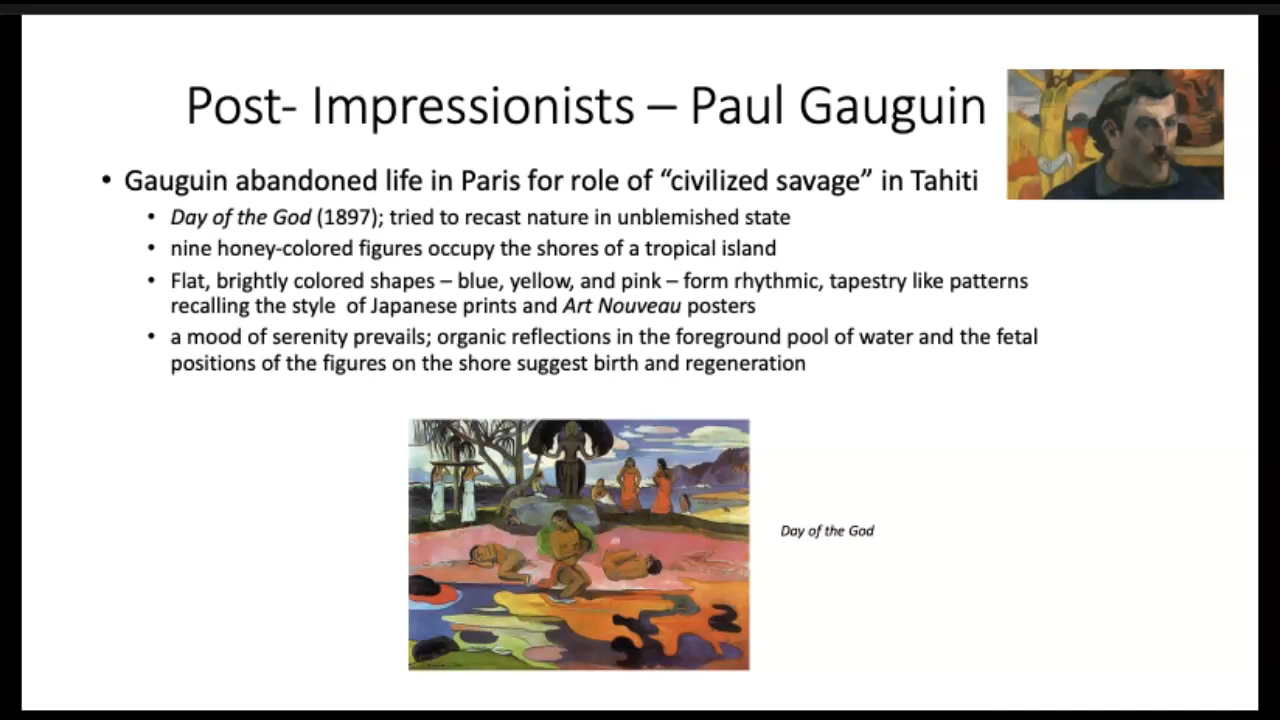 Post- Impressionists – Paul Gauguin
• Gauguin abandoned life in Paris for role of “civilized savage” in Tahiti
• Day of the God (1897); tried to recast nature in unblemished state
• nine honey-colored figures occupy the shores of a tropical island
• Flat, brightly colored shapes – blue, yellow, and pink – form rhythmic, tapestry like patterns
recalling the style of Japanese prints and Art Nouveau posters
• a mood of serenity prevails; organic reflections in the foreground pool of water and the fetal
positions of the figures on the shore suggest birth and regeneration
Day of the God